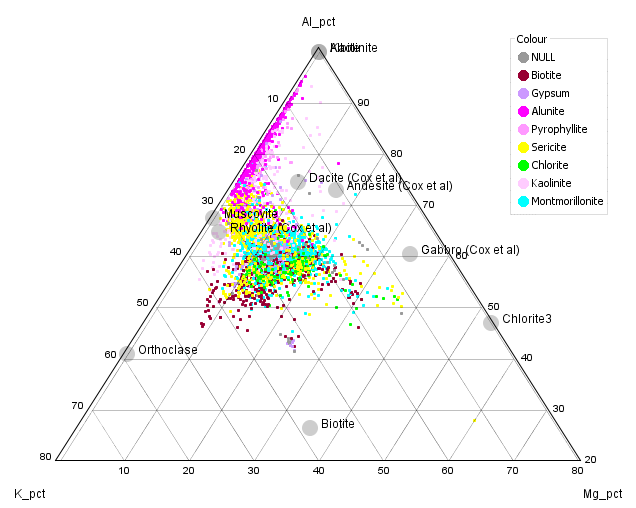 Al_pct
Kaolinite
Colour
NULL
Biotite
Gypsum
Alunite
Pyrophyllite
Sericite
Chlorite
Kaolinite
Montmorillonite
10
90
20
80
Dacite (Cox et al)
Andesite (Cox et al)
30
70
Muscovite
Rhyolite (Cox et al)
40
Gabbro (Cox et al)
60
50
50
Chlorite3
60
Orthoclase
40
70
30
Biotite
80
20
10
20
30
40
50
60
70
80
K_pct
Mg_pct